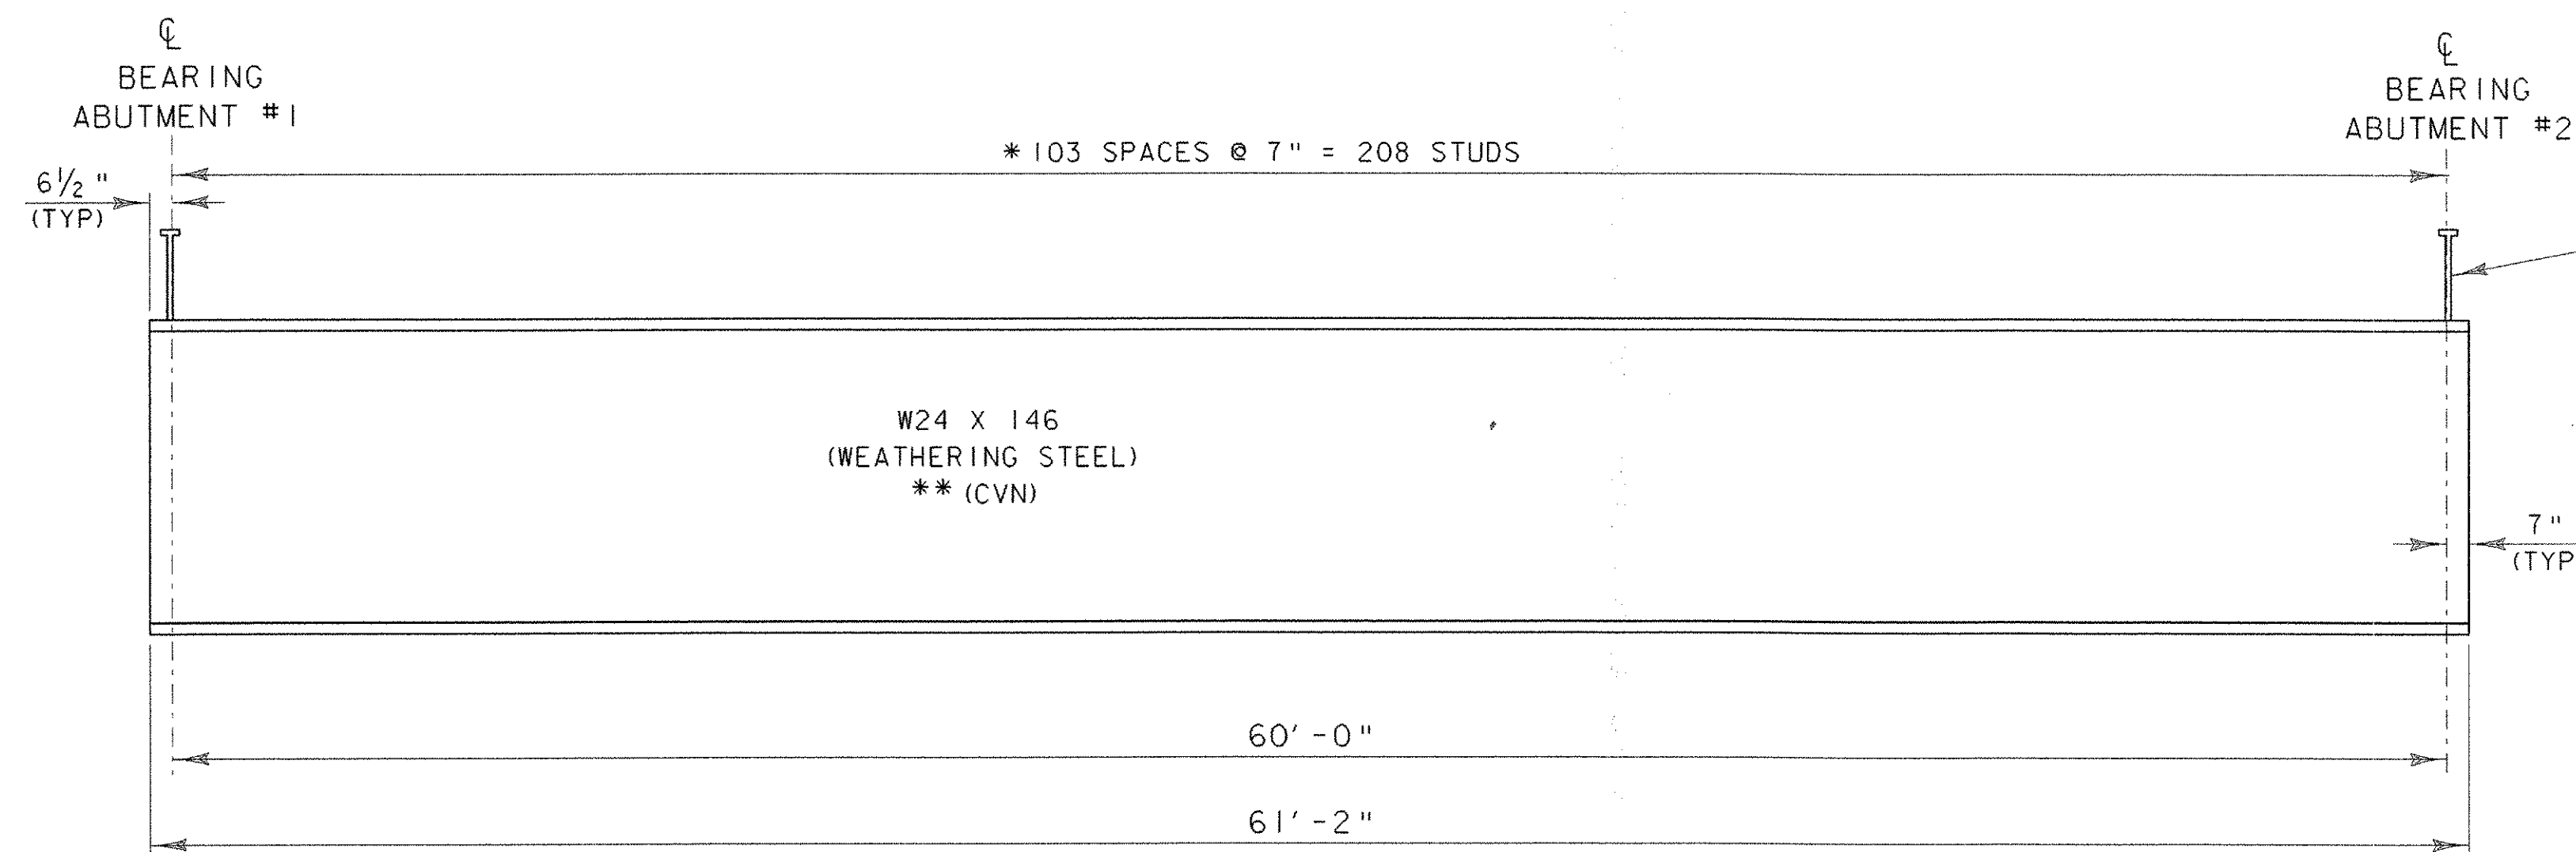 ℄
BEARING
ABUTMENT #1
℄
BEARING
ABUTMENT #2
*103 SPACES @ 7" = 208 STUDS
6½"
(TYP)
W24 X 146
(WEATHERING STEEL)
**(CVN)
7"
(TYP
60'-0"
61'-2"